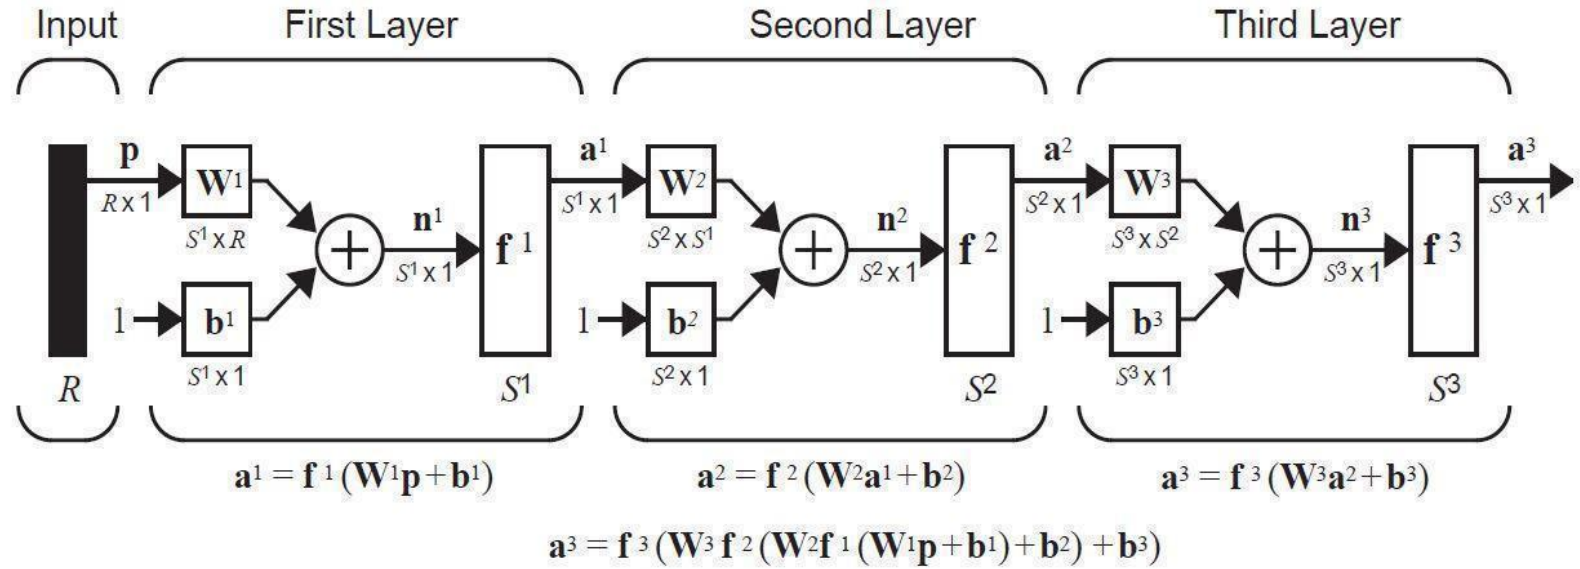 Input First Layer Second Layer Third Layer
p a¹ a² a³
W¹ W² W³
R x 1 S¹ x 1 S² x 1 S³ x 1
S¹ x R n¹ S² x S¹ n² S³ x S² n³
f¹ f² f³
S¹ x 1 S² x 1 S³ x 1
1 b¹ 1 b² 1 b³
S¹ x 1 S² x 1 S³ x 1
R S¹ S² S³
a¹ = f¹ (W¹p + b¹) a² = f² (W²a¹ + b²) a³ = f³ (W³a² + b³)
a³ = f³ (W³ f² (W² f¹ (W¹p + b¹) + b²) + b³)